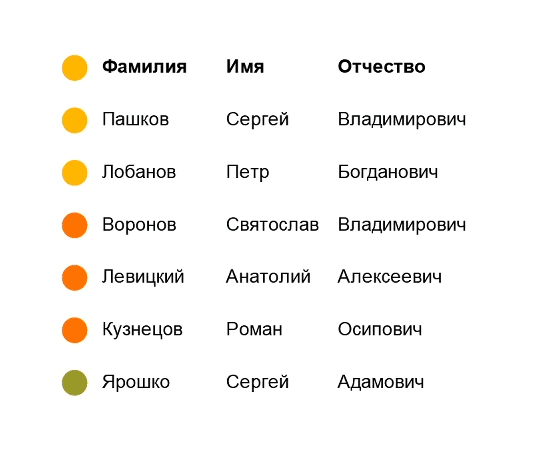 Фамилия Имя Отчество
Пашков Сергей Владимирович
Лобанов Петр Богданович
Воронов Святослав Владимирович
Левицкий Анатолий Алексеевич
Кузнецов Роман Осипович
Ярошко Сергей Адамович